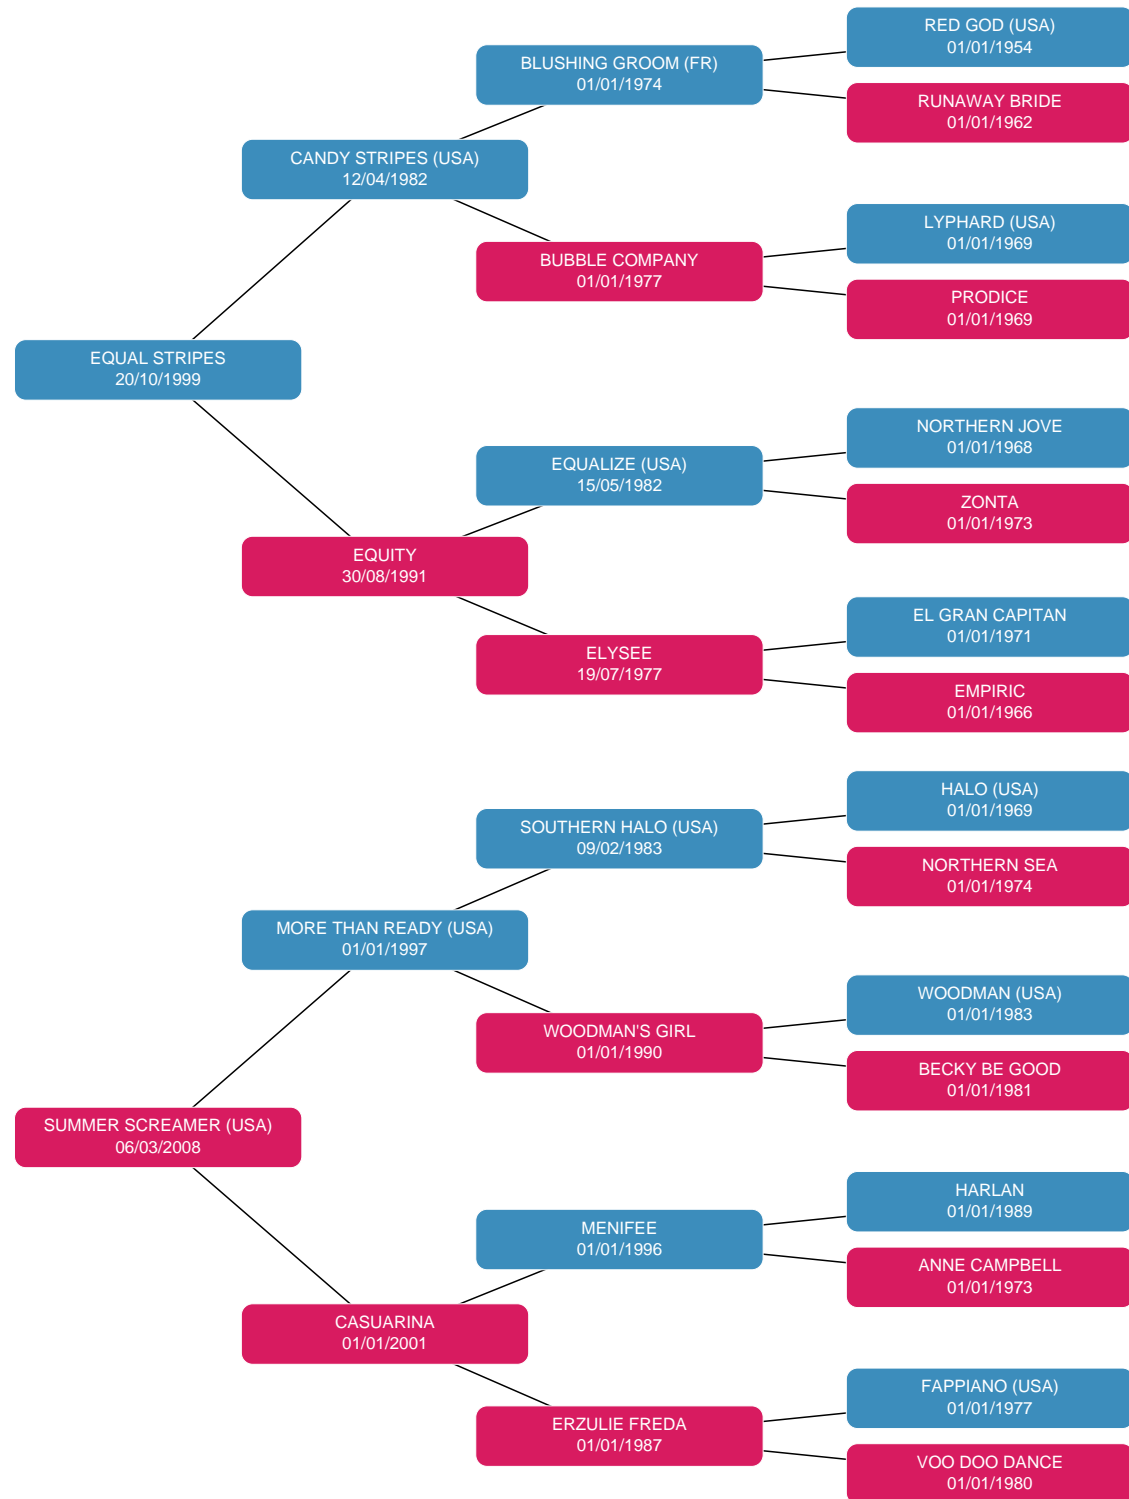 RED GOD (USA)
01/01/1954
BLUSHING GROOM (FR)
01/01/1974
RUNAWAY BRIDE
01/01/1962
CANDY STRIPES (USA)
12/04/1982
LYPHARD (USA)
01/01/1969
BUBBLE COMPANY
01/01/1977
PRODICE
01/01/1969
EQUAL STRIPES
20/10/1999
NORTHERN JOVE
01/01/1968
EQUALIZE (USA)
15/05/1982
ZONTA
01/01/1973
EQUITY
30/08/1991
EL GRAN CAPITAN
01/01/1971
ELYSEE
19/07/1977
EMPIRIC
01/01/1966
HALO (USA)
01/01/1969
SOUTHERN HALO (USA)
09/02/1983
NORTHERN SEA
01/01/1974
MORE THAN READY (USA)
01/01/1997
WOODMAN (USA)
01/01/1983
WOODMAN'S GIRL
01/01/1990
BECKY BE GOOD
01/01/1981
SUMMER SCREAMER (USA)
06/03/2008
HARLAN
01/01/1989
MENIFEE
01/01/1996
ANNE CAMPBELL
01/01/1973
CASUARINA
01/01/2001
FAPPIANO (USA)
01/01/1977
ERZULIE FREDA
01/01/1987
VOO DOO DANCE
01/01/1980